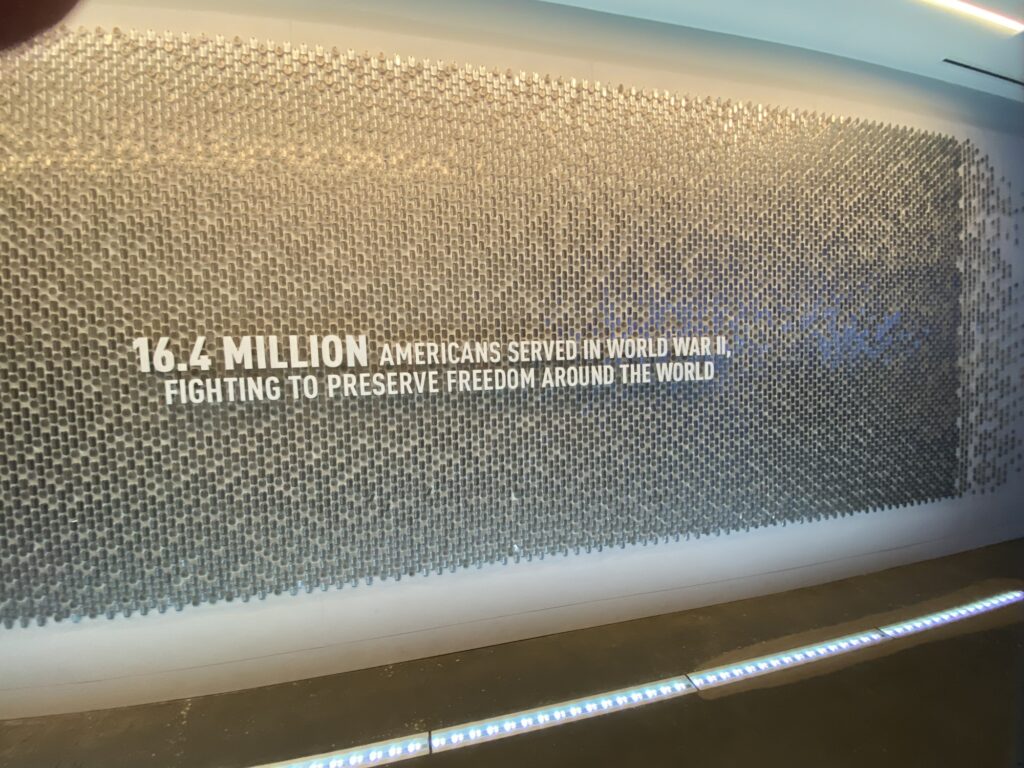 16.4 MILLION AMERICANS SERVED IN WORLD WAR II,
FIGHTING TO PRESERVE FREEDOM AROUND THE WORLD